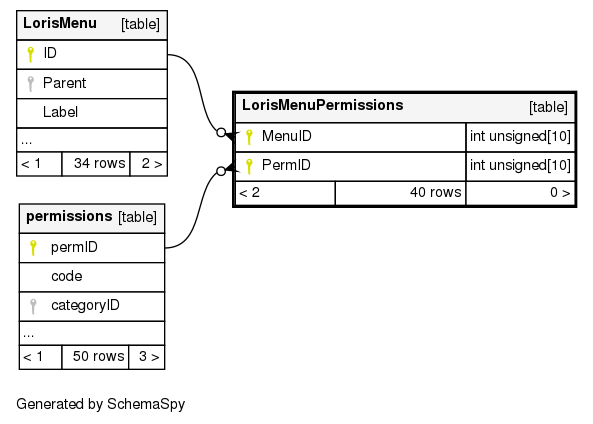 LorisMenu [table]
ID
Parent
Label
...
< 1 34 rows 2 >
LorisMenuPermissions [table]
MenuID int unsigned[10]
PermID int unsigned[10]
< 2 40 rows 0 >
permissions [table]
permID
code
categoryID
...
< 1 50 rows 3 >
Generated by SchemaSpy